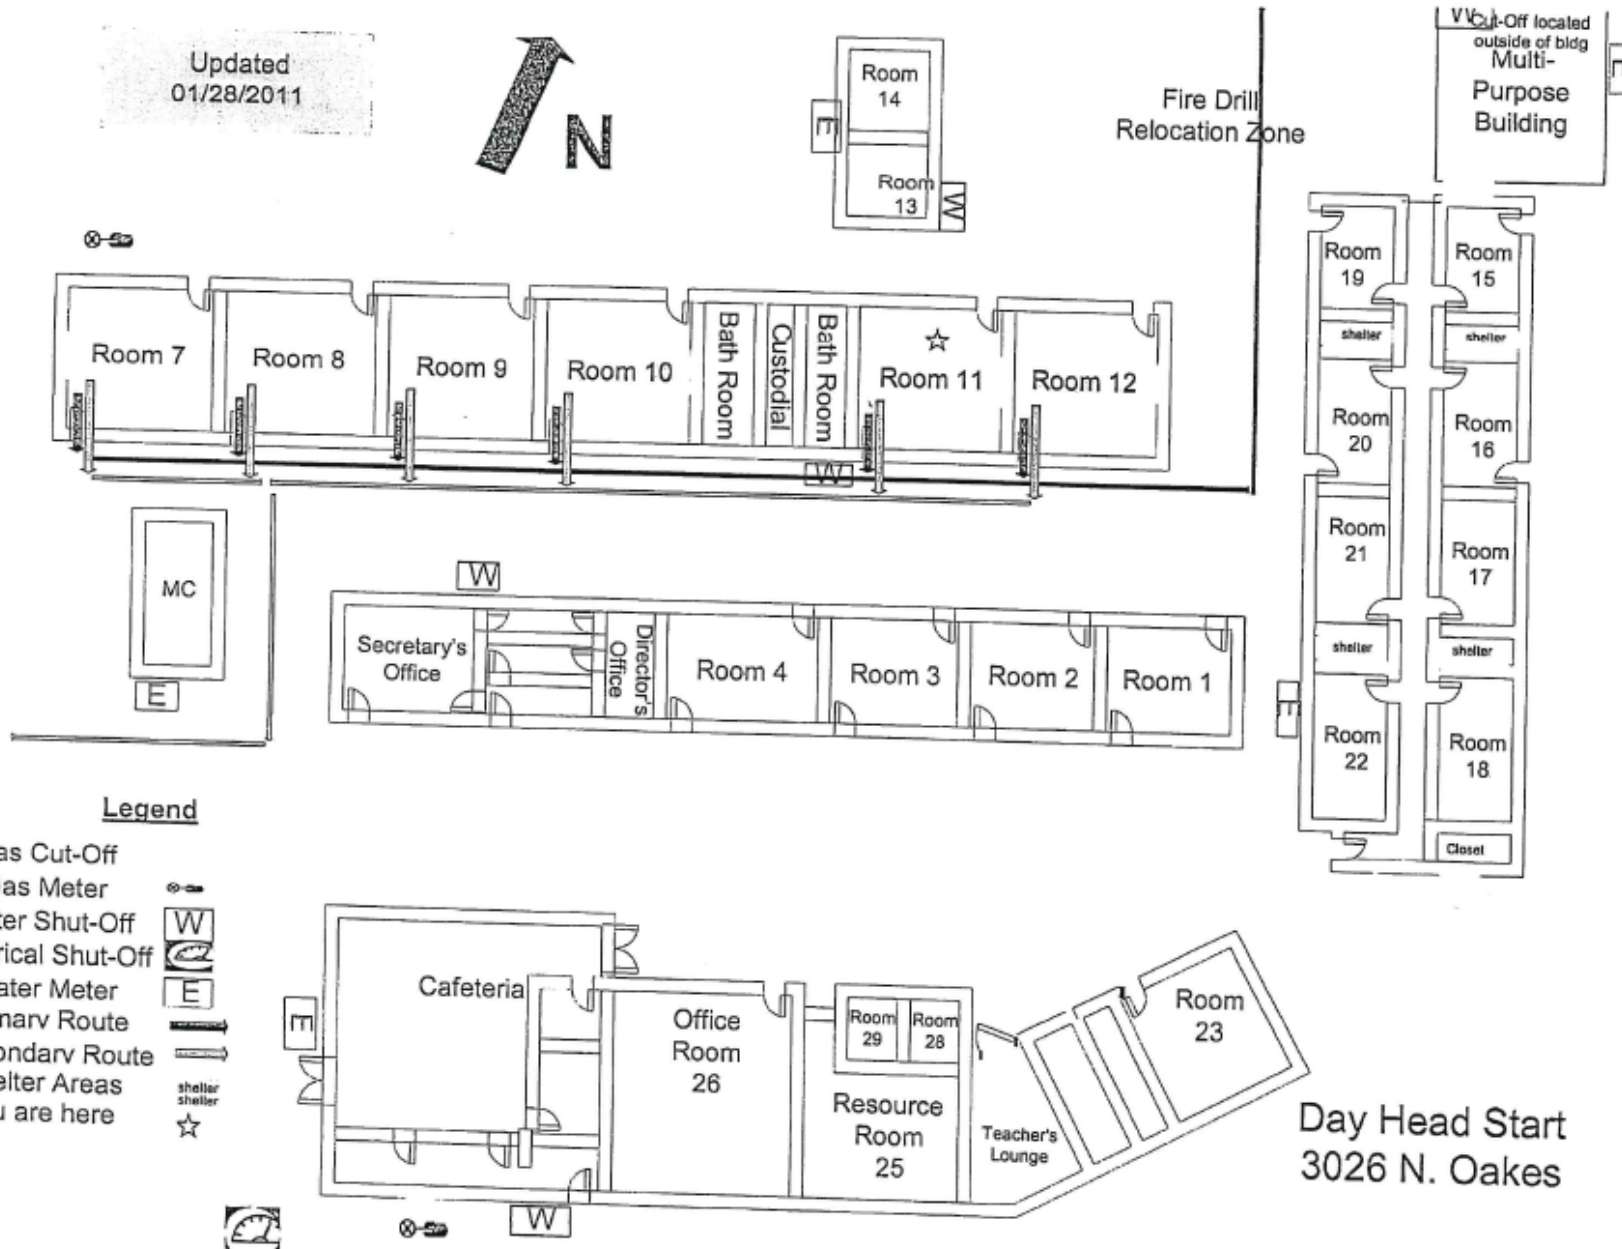 Updated
01/28/2011
N
Room
14
E
Room
13
W
Fire Drill
Relocation Zone
W
Cut-Off located
outside of bldg
Multi-
Purpose
Building
E
Room 7
Room 8
Room 9
Room 10
Bath Room
Custodial
Bath Room
Room 11
Room 12
W
Room
19
Room
15
shelter
shelter
Room
20
Room
16
Room
21
Room
17
shelter
shelter
E
Room
22
Room
18
Closet
MC
E
W
Secretary's
Office
Director's
Office
Room 4
Room 3
Room 2
Room 1
Legend
as Cut-Off
as Meter
ter Shut-Off W
rical Shut-Off
ater Meter E
mary Route
ondary Route
elter Areas shelter
shelter
u are here
E
Cafeteria
Office
Room
26
Room
29
Room
28
Resource
Room
25
Teacher's
Lounge
Room
23
W
Day Head Start
3026 N. Oakes